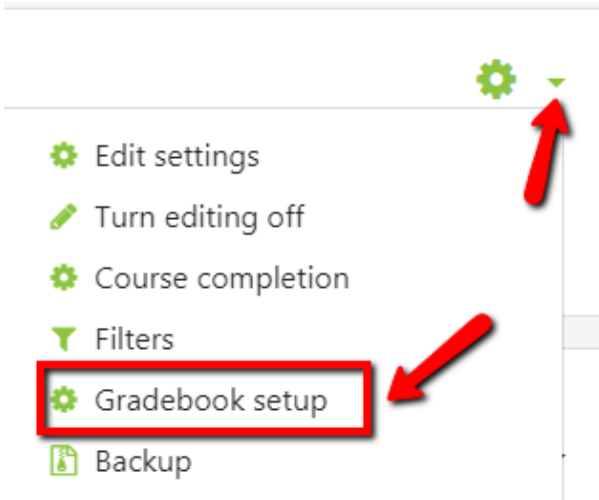 Edit settings
Turn editing off
Course completion
Filters
Gradebook setup
Backup